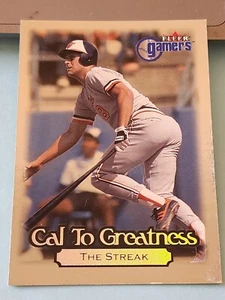 FLEER
gamers
Cal To Greatness
THE STREAK